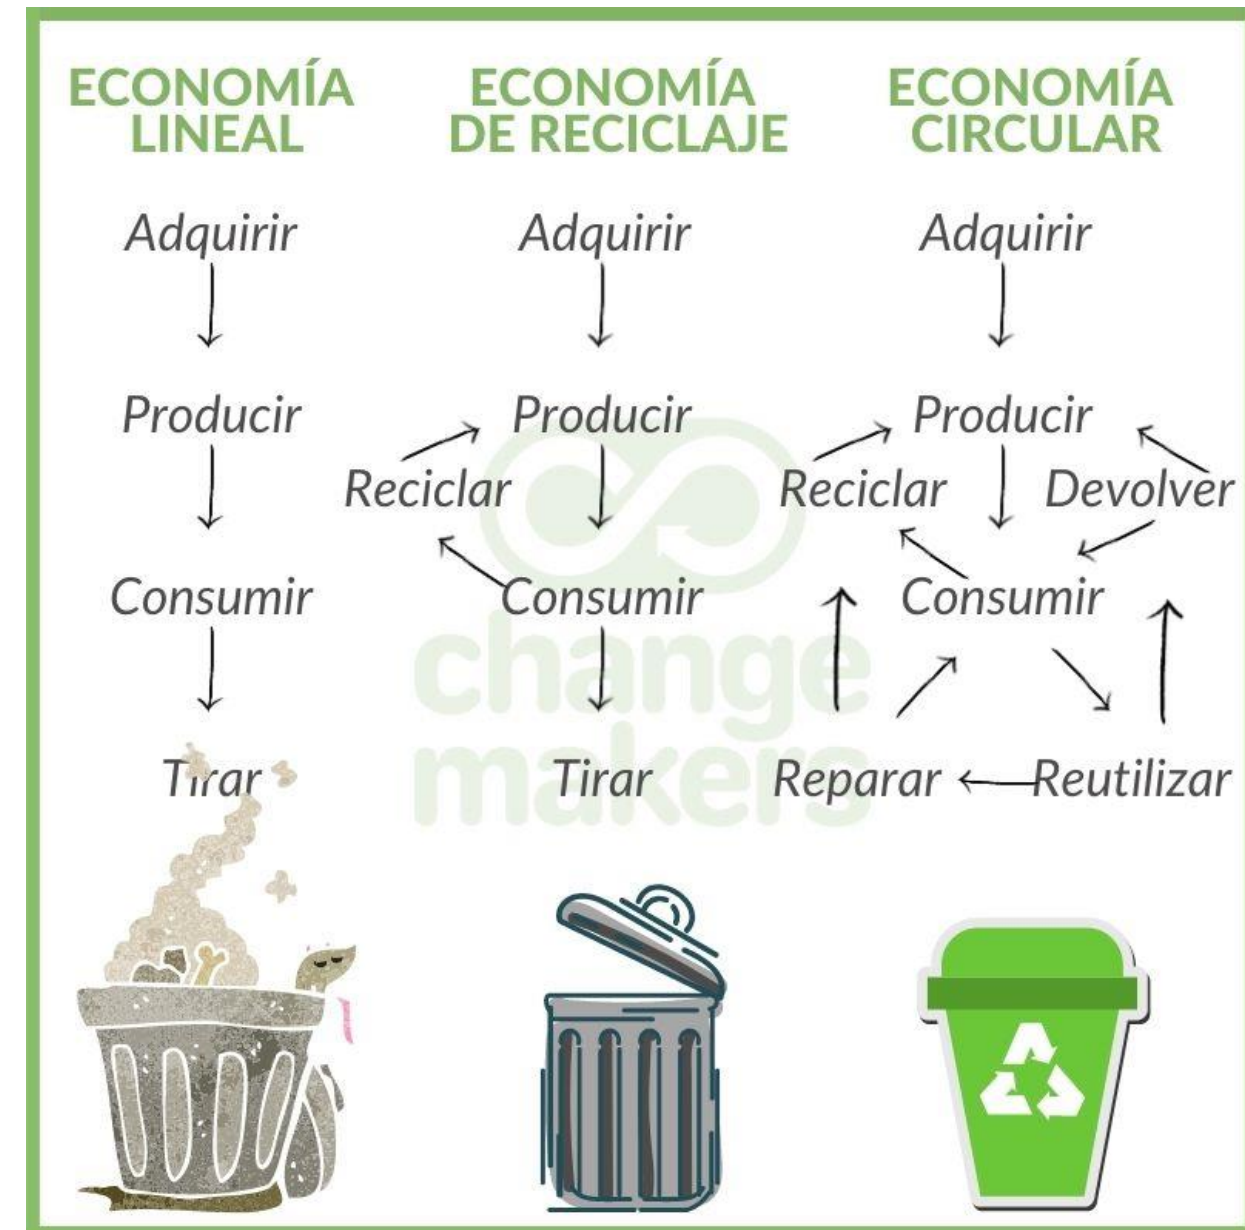 ECONOMÍA
LINEAL
Adquirir
Producir
Consumir
Tirar
ECONOMÍA
DE RECICLAJE
Adquirir
Producir
Reciclar
Consumir
Tirar
ECONOMÍA
CIRCULAR
Adquirir
Producir
Reciclar
Devolver
Consumir
Reparar
Reutilizar
change
makers